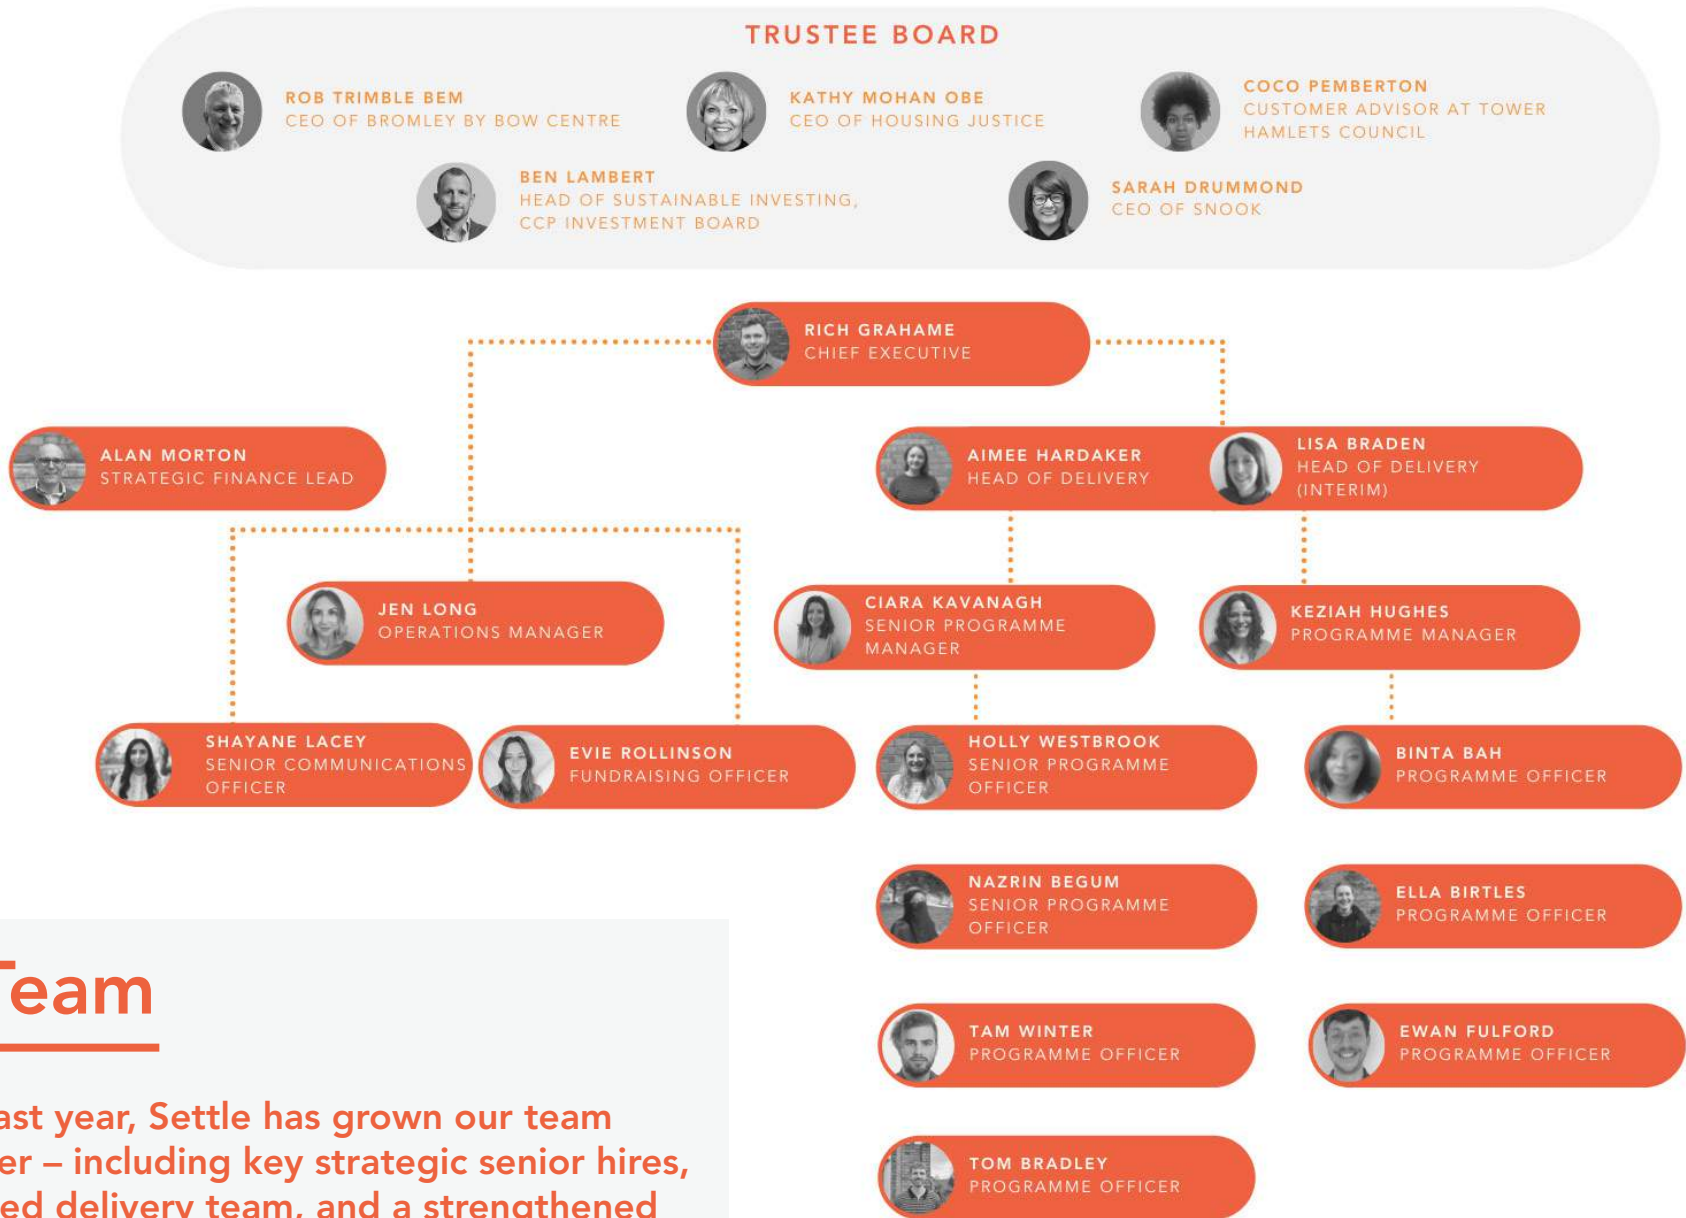 TRUSTEE BOARD
ROB TRIMBLE BEM
CEO OF BROMLEY BY BOW CENTRE
KATHY MOHAN OBE
CEO OF HOUSING JUSTICE
COCO PEMBERTON
CUSTOMER ADVISOR AT TOWER
HAMLETS COUNCIL
BEN LAMBERT
HEAD OF SUSTAINABLE INVESTING,
CCP INVESTMENT BOARD
SARAH DRUMMOND
CEO OF SNOOK
RICH GRAHAME
CHIEF EXECUTIVE
ALAN MORTON
STRATEGIC FINANCE LEAD
AIMEE HARDAKER
HEAD OF DELIVERY
LISA BRADEN
HEAD OF DELIVERY
(INTERIM)
JEN LONG
OPERATIONS MANAGER
CIARA KAVANAGH
SENIOR PROGRAMME
MANAGER
KEZIAH HUGHES
PROGRAMME MANAGER
SHAYANE LACEY
SENIOR COMMUNICATIONS
OFFICER
EVIE ROLLINSON
FUNDRAISING OFFICER
HOLLY WESTBROOK
SENIOR PROGRAMME
OFFICER
BINTA BAH
PROGRAMME OFFICER
NAZRIN BEGUM
SENIOR PROGRAMME
OFFICER
ELLA BIRTLES
PROGRAMME OFFICER
TAM WINTER
PROGRAMME OFFICER
EWAN FULFORD
PROGRAMME OFFICER
TOM BRADLEY
PROGRAMME OFFICER
Team
ast year, Settle has grown our team
er – including key strategic senior hires,
ed delivery team, and a strengthened